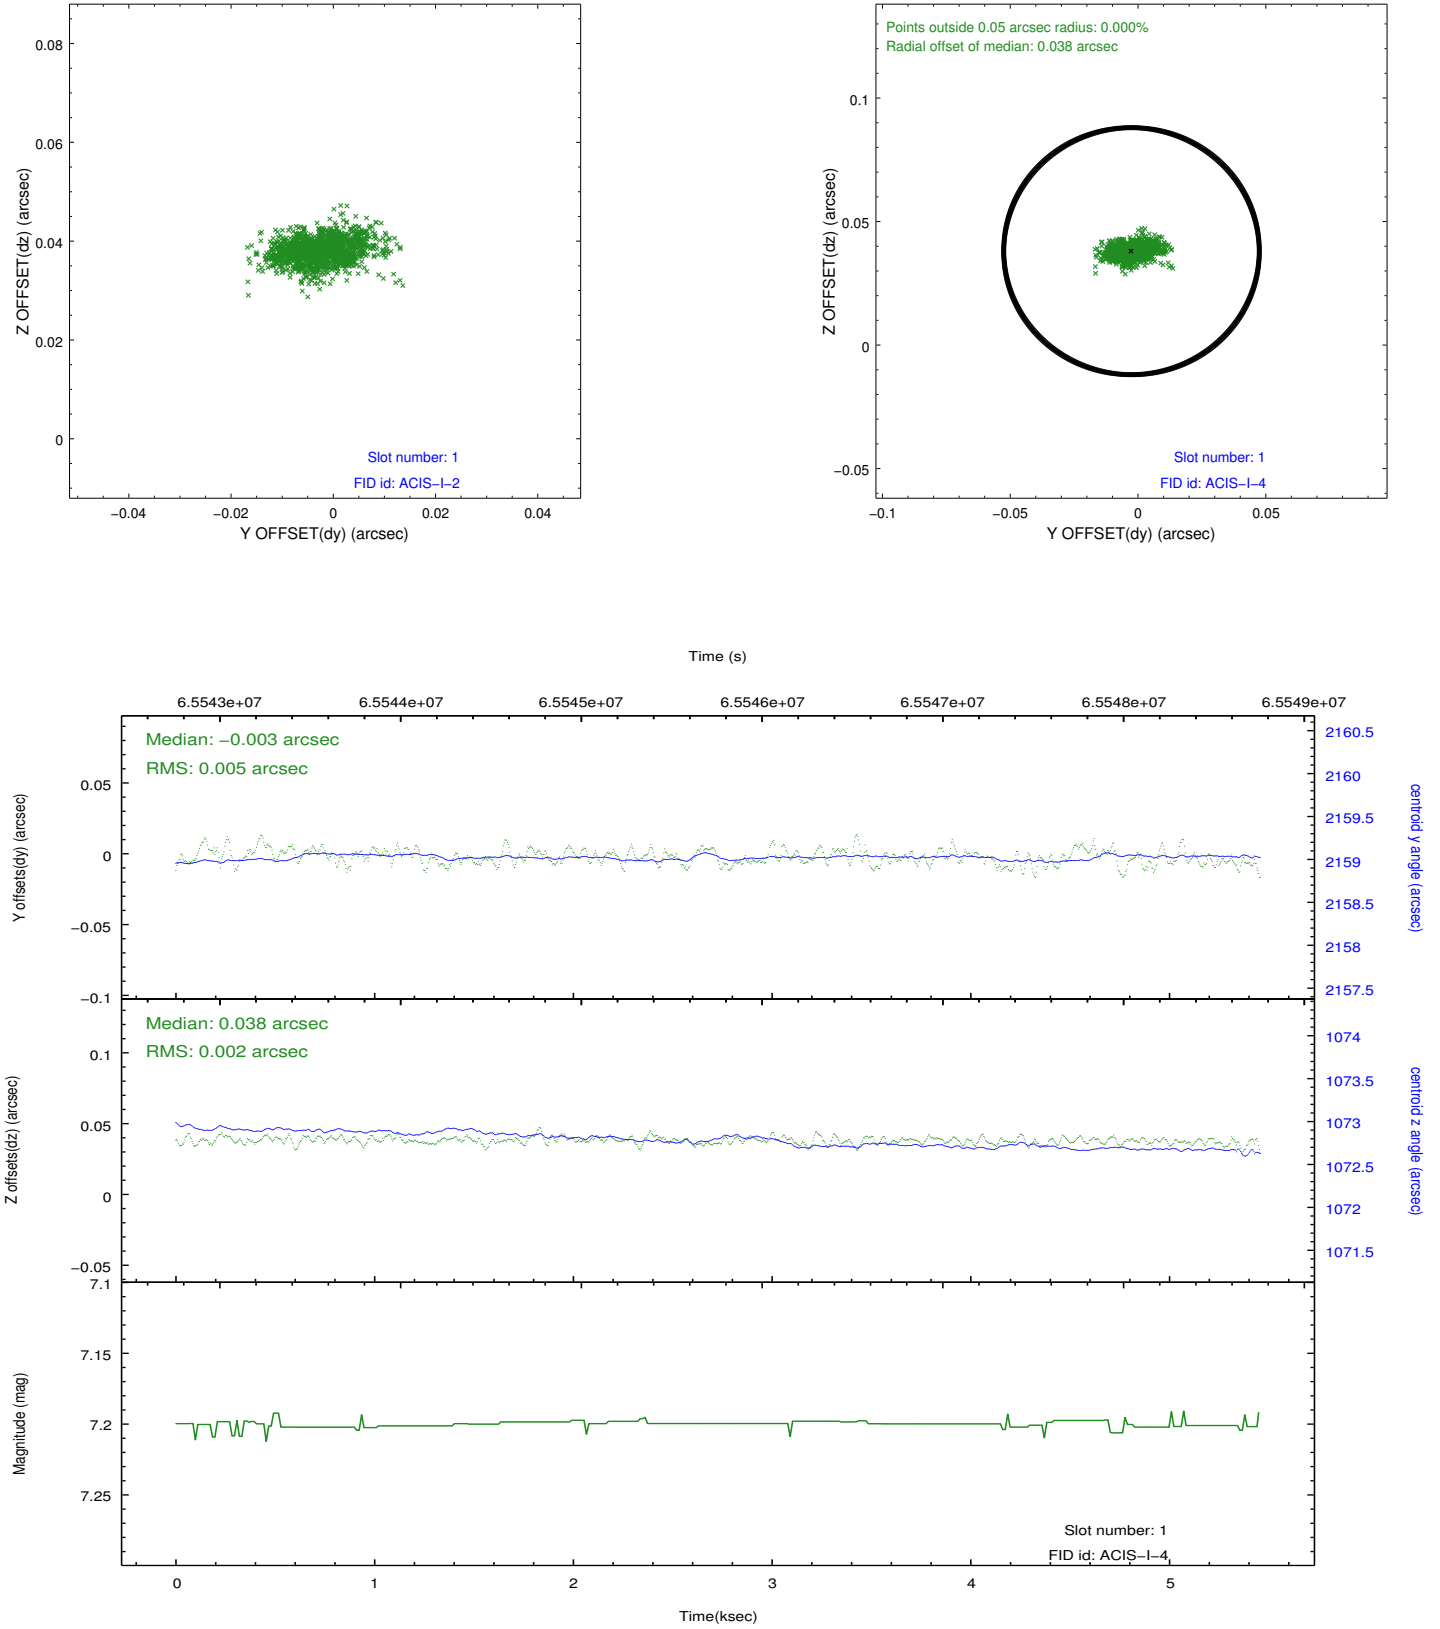 0.08
0.06
0.04
0.02
0
Z OFFSET(dz) (arcsec)
Slot number: 1
FID id: ACIS−I−2
−0.04
−0.02
0
0.02
0.04
Y OFFSET(dy) (arcsec)
Points outside 0.05 arcsec radius: 0.000%
Radial offset of median: 0.038 arcsec
0.1
0.05
0
−0.05
Z OFFSET(dz) (arcsec)
Slot number: 1
FID id: ACIS−I−4
−0.1
−0.05
0
0.05
Y OFFSET(dy) (arcsec)
Time (s)
6.5543e+07
6.5544e+07
6.5545e+07
6.5546e+07
6.5547e+07
6.5548e+07
6.5549e+07
Median: −0.003 arcsec
RMS: 0.005 arcsec
0.05
0
−0.05
−0.1
Y offsets(dy) (arcsec)
2160.5
2160
2159.5
2159
2158.5
2158
2157.5
centroid y angle (arcsec)
Median: 0.038 arcsec
RMS: 0.002 arcsec
0.1
0.05
0
−0.05
Z offsets(dz) (arcsec)
1074
1073.5
1073
1072.5
1072
1071.5
centroid z angle (arcsec)
7.1
7.15
7.2
7.25
Magnitude (mag)
Slot number: 1
FID id: ACIS−I−4
0
1
2
3
4
5
Time(ksec)